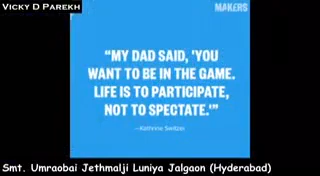 Vicky D Parekh
MAKERS
"MY DAD SAID, 'YOU
WANT TO BE IN THE GAME.
LIFE IS TO PARTICIPATE,
NOT TO SPECTATE.'"
—Kathrine Switzer
Smt. Umraobai Jethmalji Luniya Jalgaon (Hyderabad)